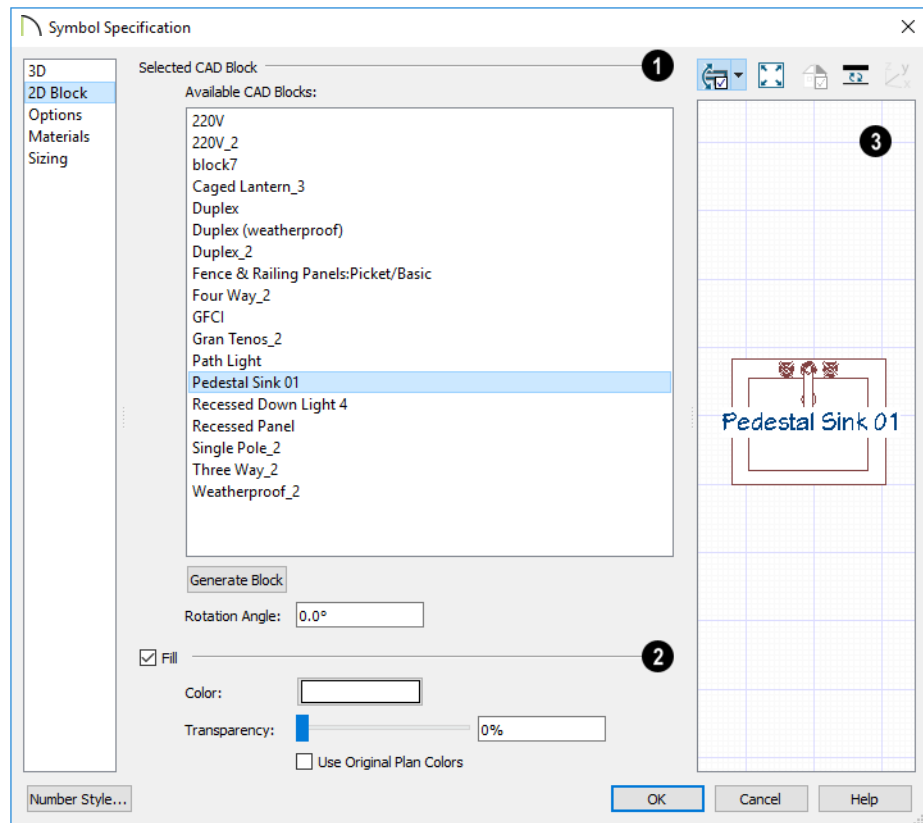 Symbol Specification
3D
2D Block
Options
Materials
Sizing
Selected CAD Block
1
Available CAD Blocks:
220V
220V_2
block7
Caged Lantern_3
Duplex
Duplex (weatherproof)
Duplex_2
Fence & Railing Panels:Picket/Basic
Four Way_2
GFCI
Gran Tenos_2
Path Light
Pedestal Sink 01
Recessed Down Light 4
Recessed Panel
Single Pole_2
Three Way_2
Weatherproof_2
Generate Block
Rotation Angle: 0.0°
Fill
2
Color:
Transparency: 0%
Use Original Plan Colors
3
Pedestal Sink 01
Number Style...
OK
Cancel
Help